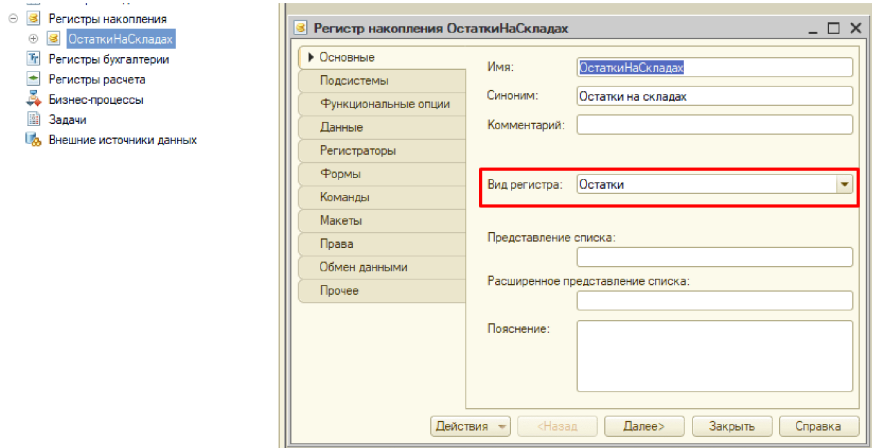 Регистры накопления
ОстаткиНаСкладах
Регистры бухгалтерии
Регистры расчета
Бизнес-процессы
Задачи
Внешние источники данных
Регистр накопления ОстаткиНаСкладах
Основные
Подсистемы
Функциональные опции
Данные
Регистраторы
Формы
Команды
Макеты
Права
Обмен данными
Прочее
Имя: ОстаткиНаСкладах
Синоним: Остатки на складах
Комментарий:
Вид регистра: Остатки
Представление списка:
Расширенное представление списка:
Пояснение:
Действия <Назад Далее> Закрыть Справка